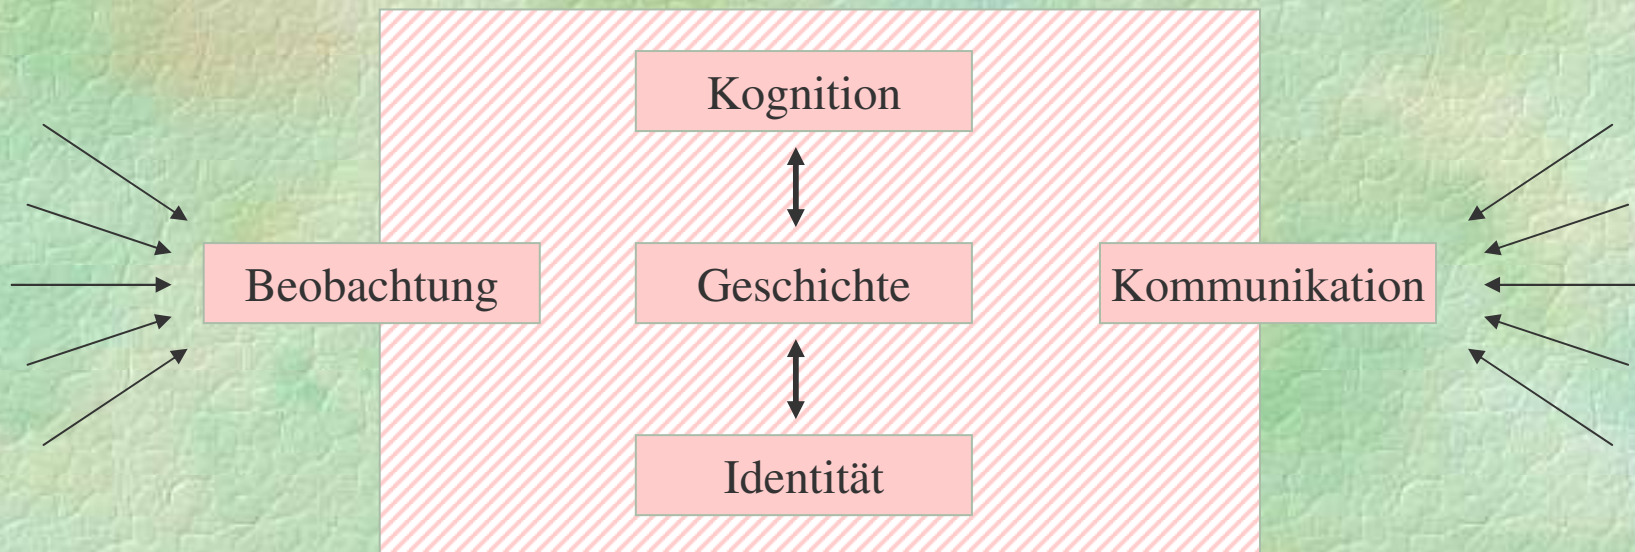 Kognition
Beobachtung
Geschichte
Kommunikation
Identität